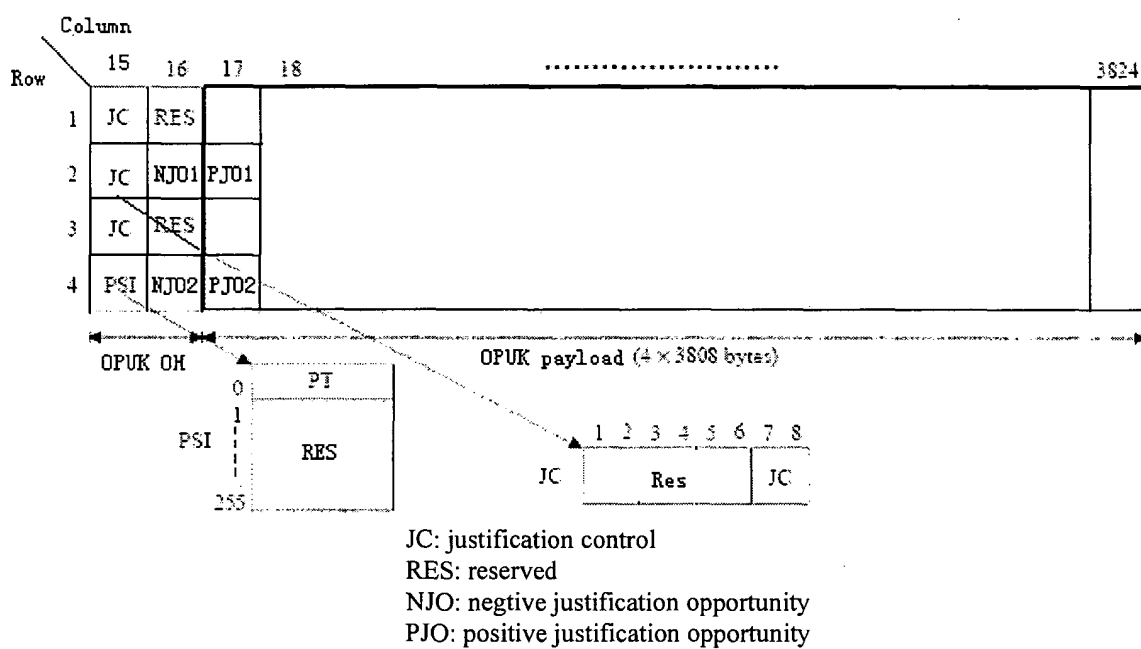 Column
Row
15 16 17 18 3824
1 JC RES
2 JC NJO1 PJO1
3 JC RES
4 PSI NJO2 PJO2
OPUK OH
OPUK payload (4 × 3808 bytes)
0 PT
1
PSI RES
255
1 2 3 4 5 6 7 8
JC Res JC
JC: justification control
RES: reserved
NJO: negtive justification opportunity
PJO: positive justification opportunity